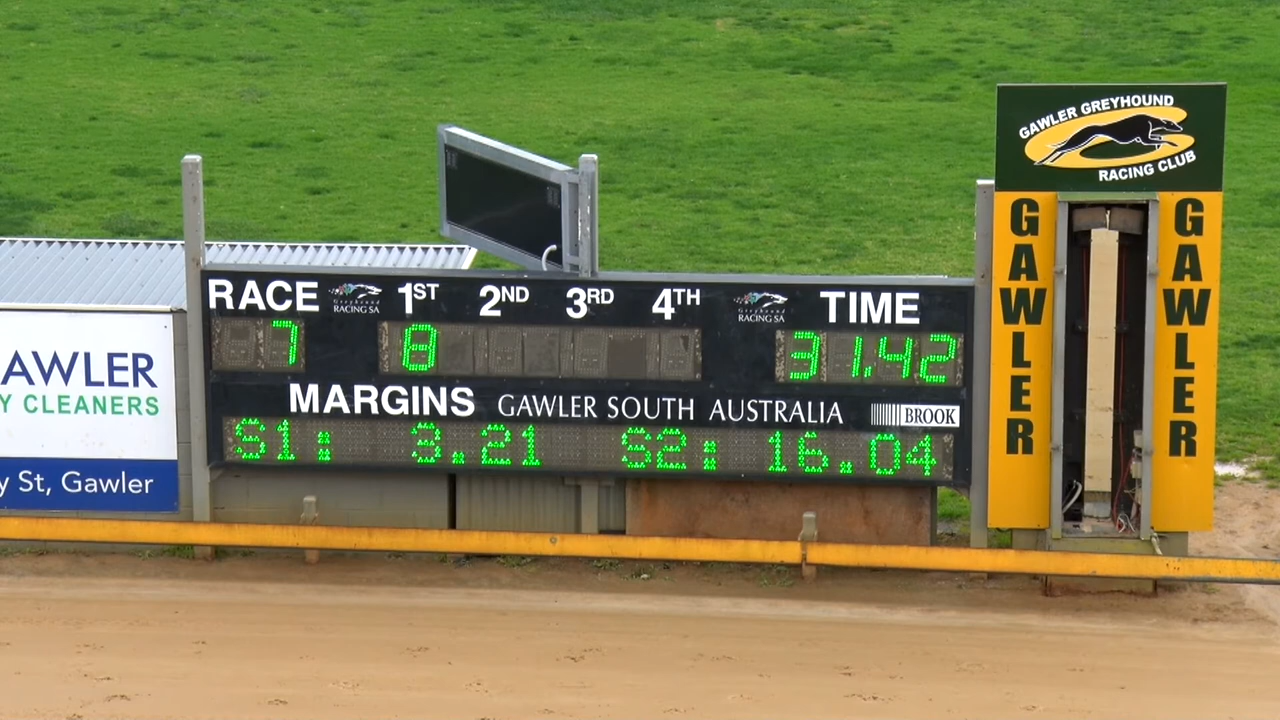 GAWLER GREYHOUND
RACING CLUB
GAWLER
GAWLER
RACE
Greyhound
RACING SA
1ST
2ND
3RD
4TH
Greyhound
RACING SA
TIME
7
8
31.42
MARGINS
GAWLER SOUTH AUSTRALIA
BROOK
S1: 3.21 S2: 16.04
AWLER
Y CLEANERS
y St, Gawler